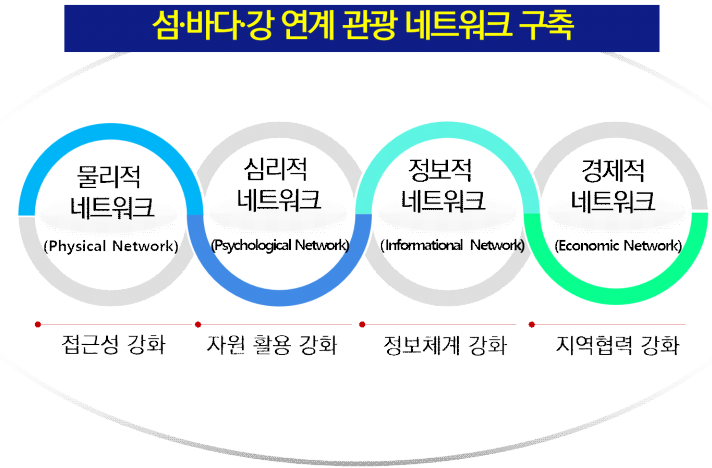 섬·바다·강 연계 관광 네트워크 구축
물리적
네트워크
(Physical Network)
심리적
네트워크
(Psychological Network)
정보적
네트워크
(Informational Network)
경제적
네트워크
(Economic Network)
접근성 강화
자원 활용 강화
정보체계 강화
지역협력 강화